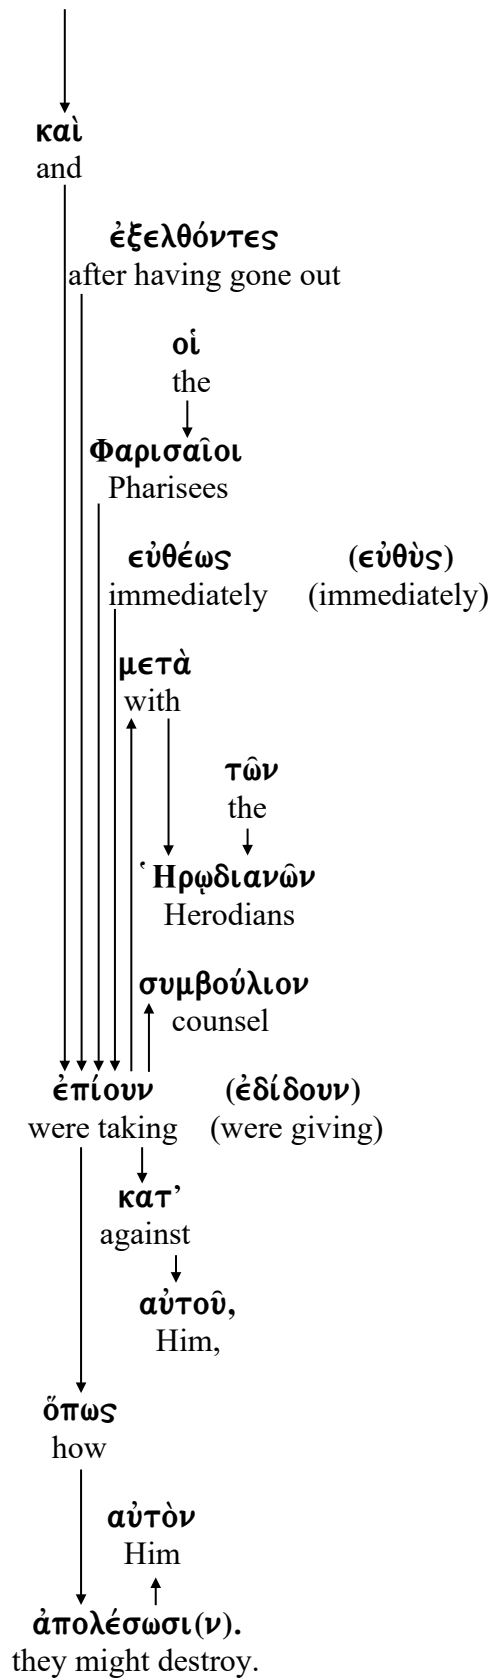 καὶ
and
ἐξελθόντες
after having gone out
οἱ
the
Φαρισαῖοι
Pharisees
εὐθέως (εὐθὺς)
immediately (immediately)
μετὰ
with
τῶν
the
Ἡρῳδιανῶν
Herodians
συμβούλιον
counsel
ἐπίουν (ἐδίδουν)
were taking (were giving)
κατ’
against
αὐτοῦ,
Him,
ὅπως
how
αὐτὸν
Him
ἀπολέσωσι(ν).
they might destroy.